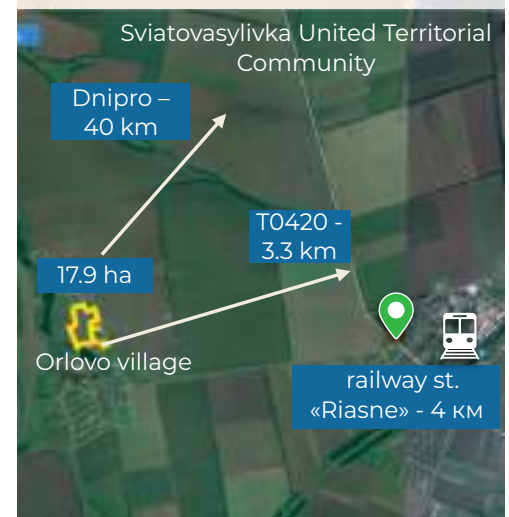 Sviatovasylivka United Territorial
Community
Dnipro –
40 km
T0420 -
3.3 km
17.9 ha
Orlovo village
railway st.
«Riasne» - 4 км